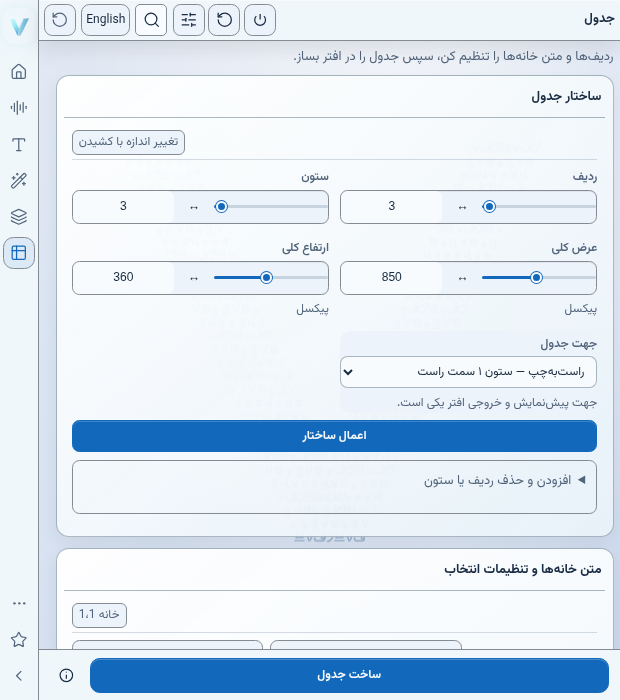 جدول
English
ردیف‌ها و متن خانه‌ها را تنظیم کن، سپس جدول را در افتر بساز.
ساختار جدول
تغییر اندازه با کشیدن
ردیف
ستون
3
3
عرض کلی
ارتفاع کلی
850
360
پیکسل
پیکسل
جهت جدول
راست‌به‌چپ — ستون ۱ سمت راست
جهت پیش‌نمایش و خروجی افتر یکی است.
اعمال ساختار
افزودن و حذف ردیف یا ستون
متن خانه‌ها و تنظیمات انتخاب
خانه 1،1
ساخت جدول